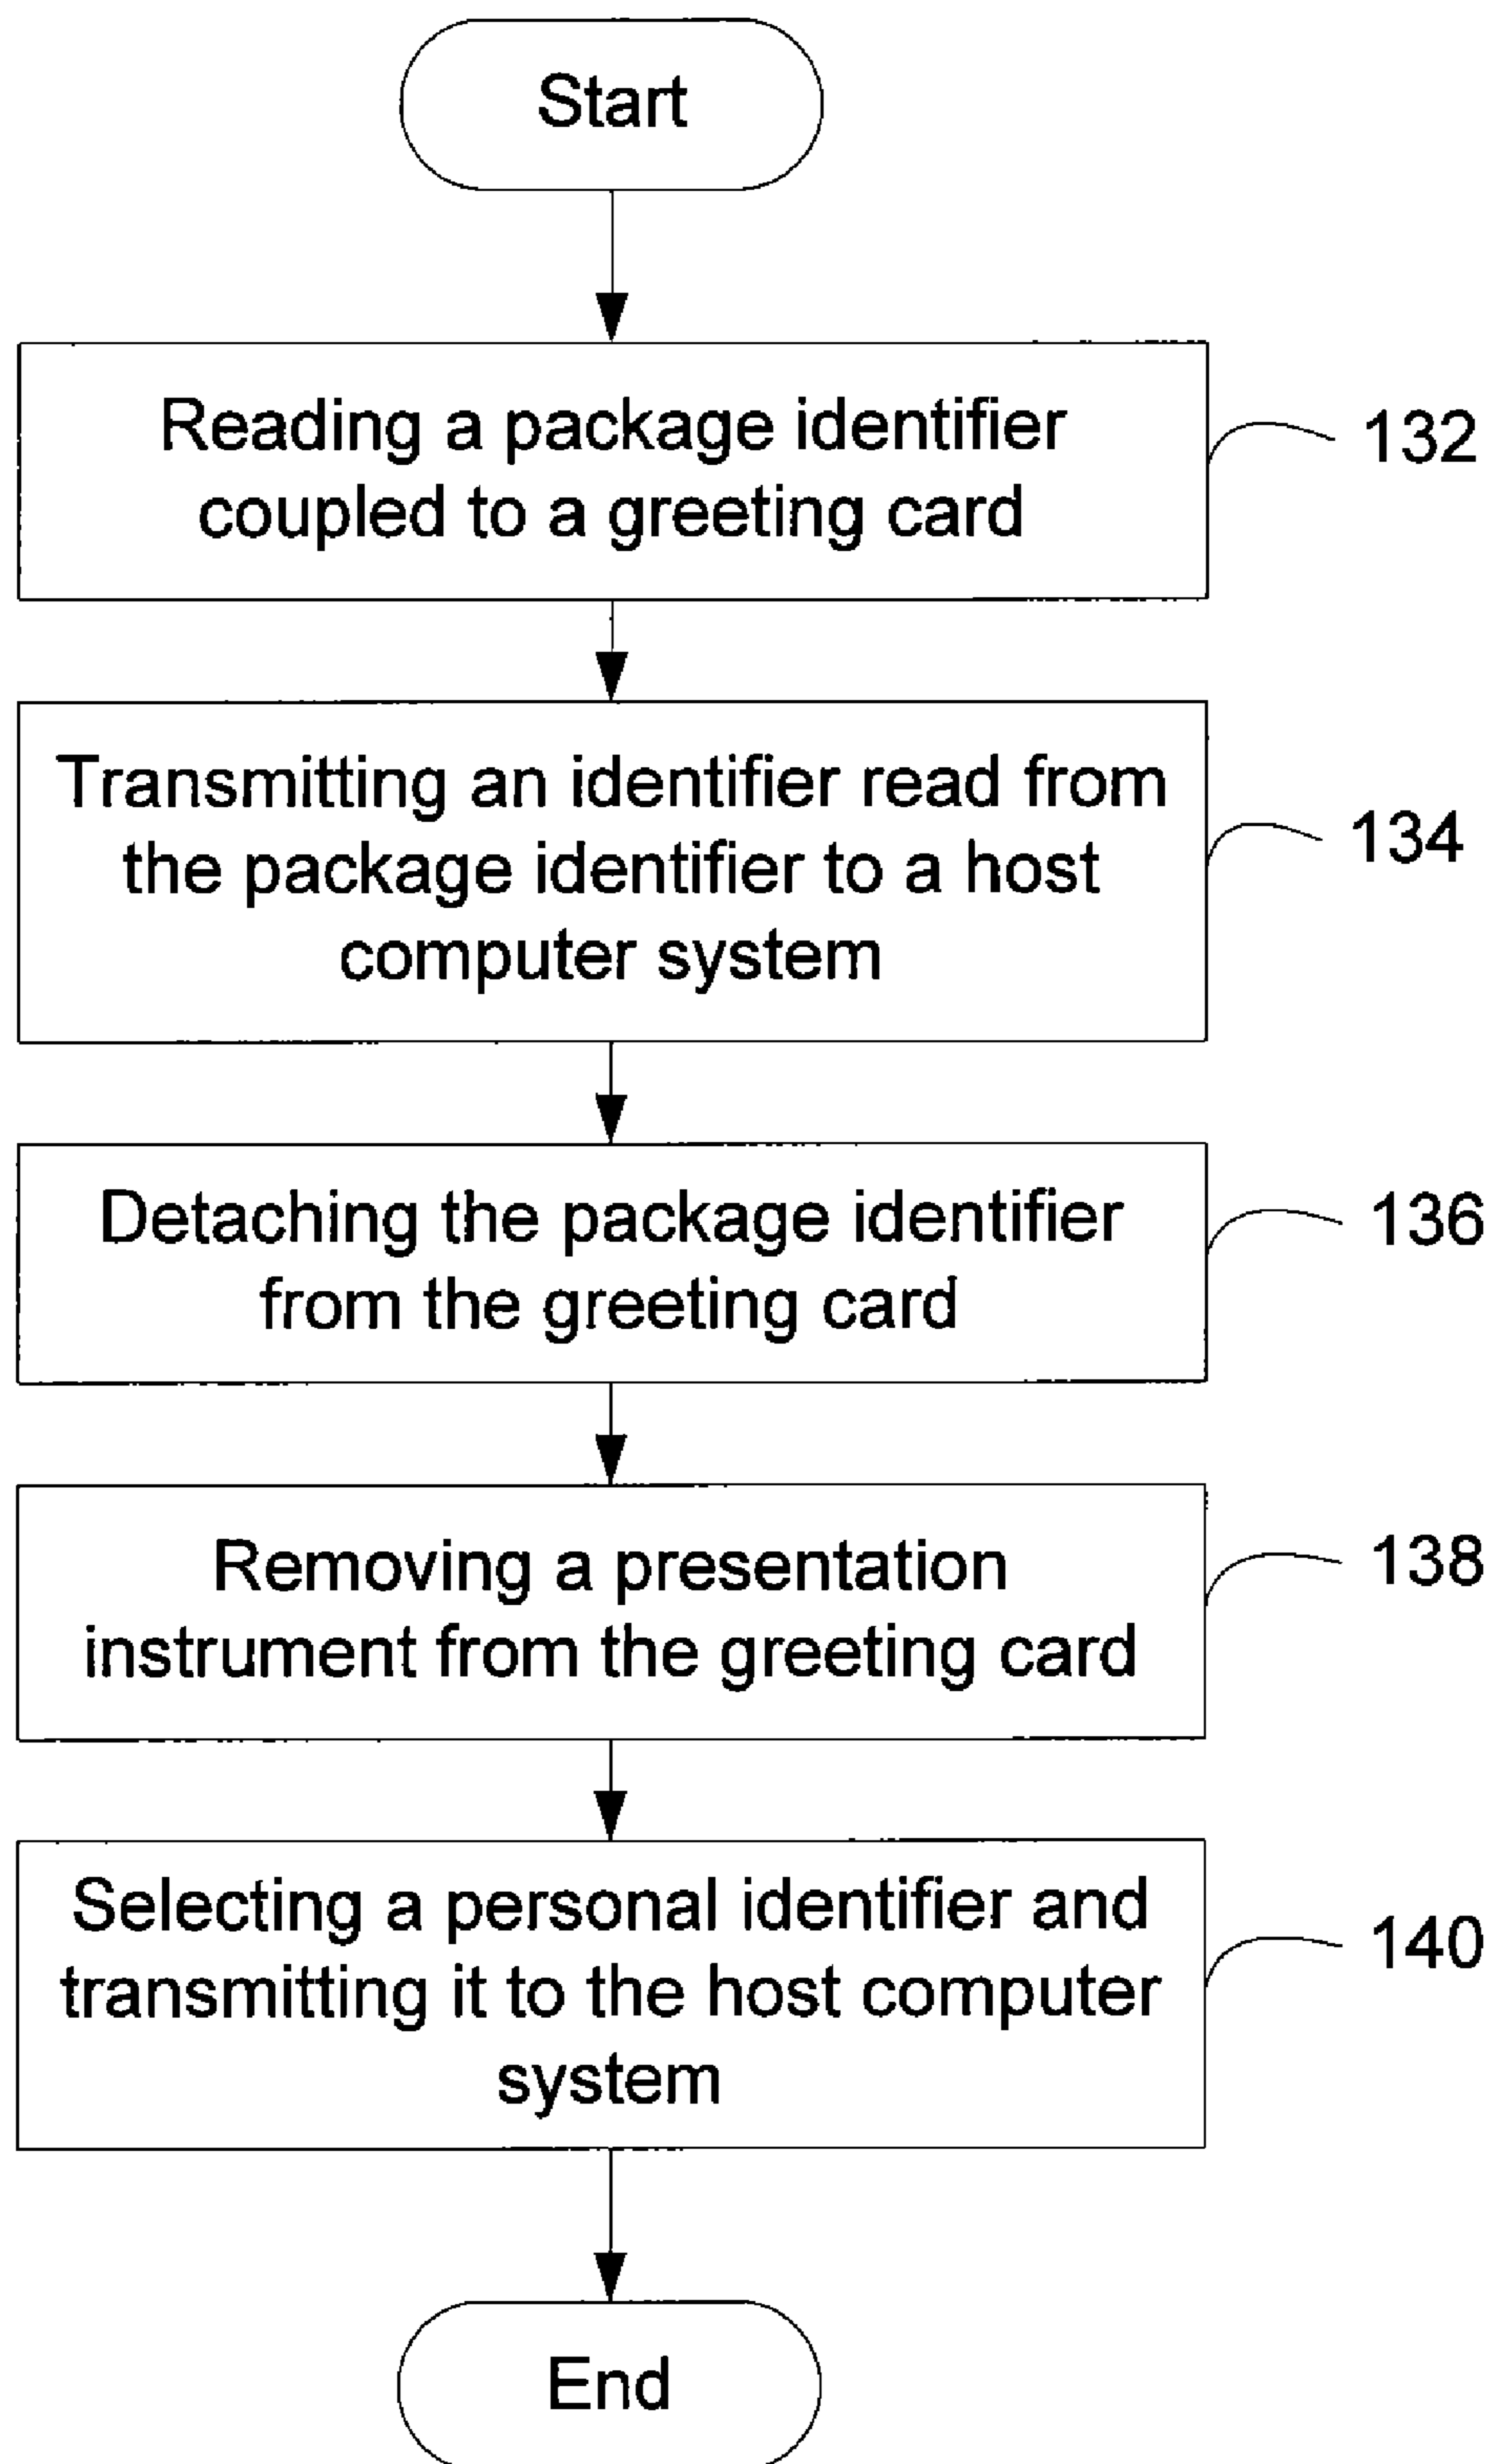 Start
Reading a package identifier
coupled to a greeting card
132
Transmitting an identifier read from
the package identifier to a host
computer system
134
Detaching the package identifier
from the greeting card
136
Removing a presentation
instrument from the greeting card
138
Selecting a personal identifier and
transmitting it to the host computer
system
140
End